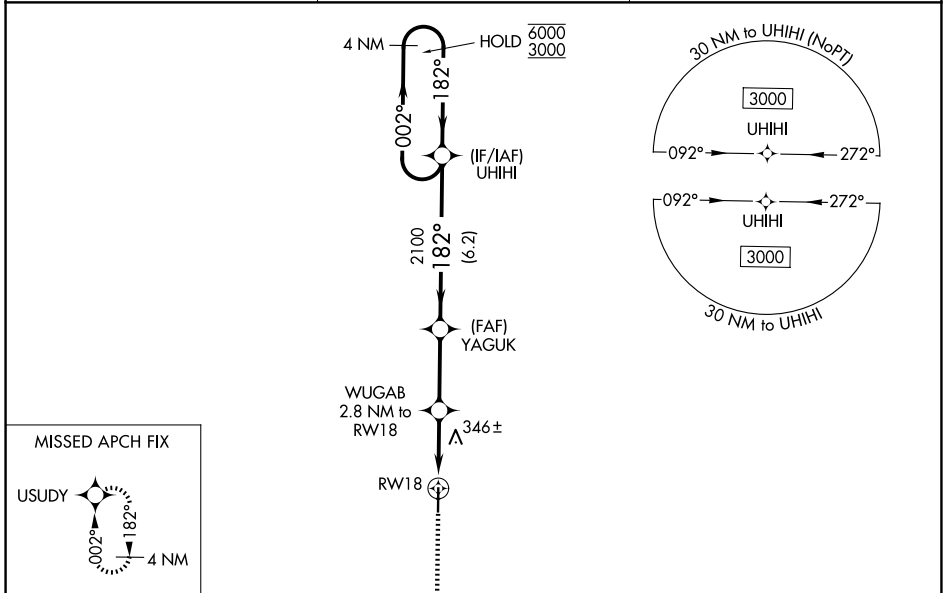 4 NM
HOLD 6000
3000
002°
182°
(IF/IAF)
UHIHI
2100
182°
(6.2)
(FAF)
YAGUK
WUGAB
2.8 NM to
RW18
346±
RW18
30 NM to UHIHI (NoPT)
3000
UHIHI
092°
272°
092°
272°
UHIHI
3000
30 NM to UHIHI
MISSED APCH FIX
USUDY
002°
182°
4 NM